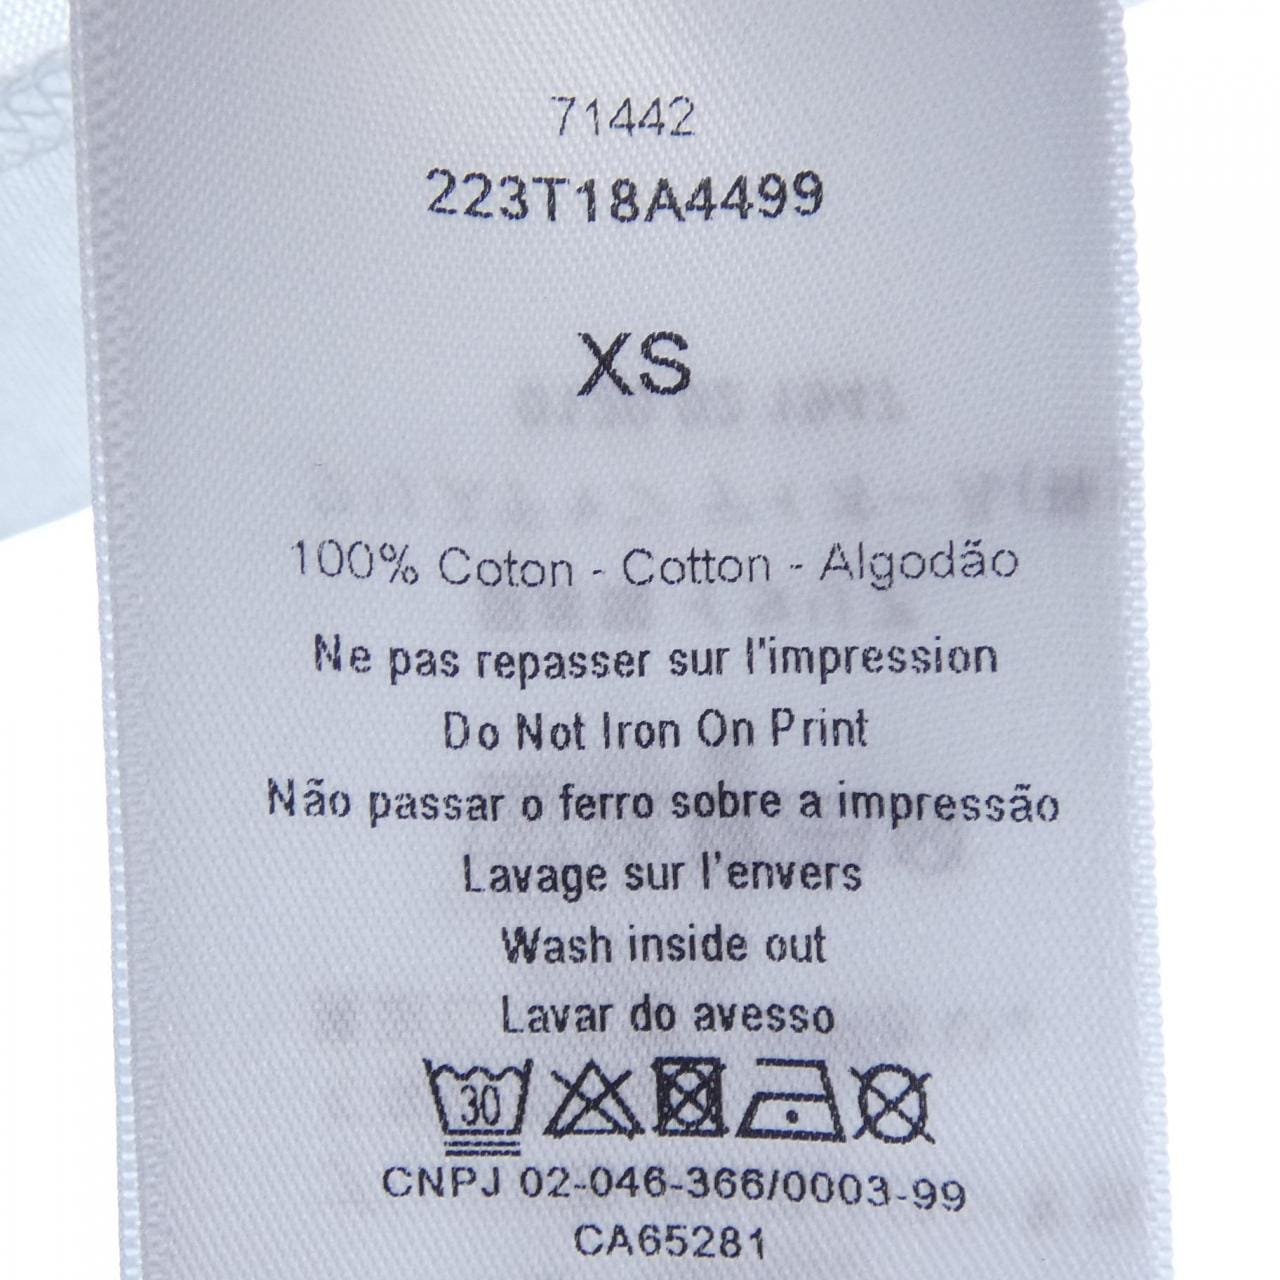 71442
223T18A4499
XS
100% Coton - Cotton - Algodão
Ne pas repasser sur l'impression
Do Not Iron On Print
Não passar o ferro sobre a impressão
Lavage sur l'envers
Wash inside out
Lavar do avesso
30
CNPJ 02-046-366/0003-99
CA65281